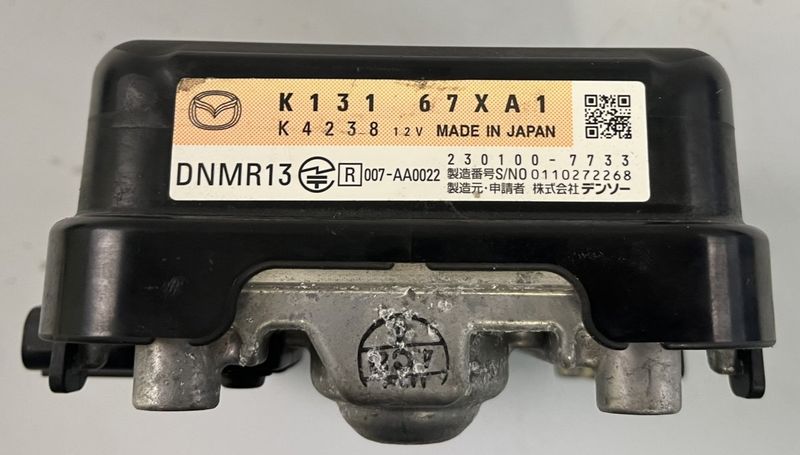 K131 67XA1
K4238 12V MADE IN JAPAN
DNMR13 R 007-AA0022
230100-7733
製造番号S/NO 0110272268
製造元・申請者 株式会社 デンソー